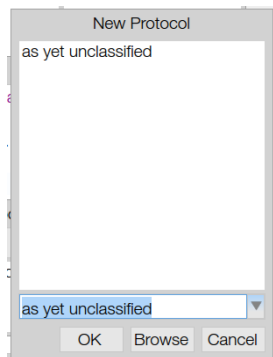 New Protocol
as yet unclassified
as yet unclassified
OK Browse Cancel